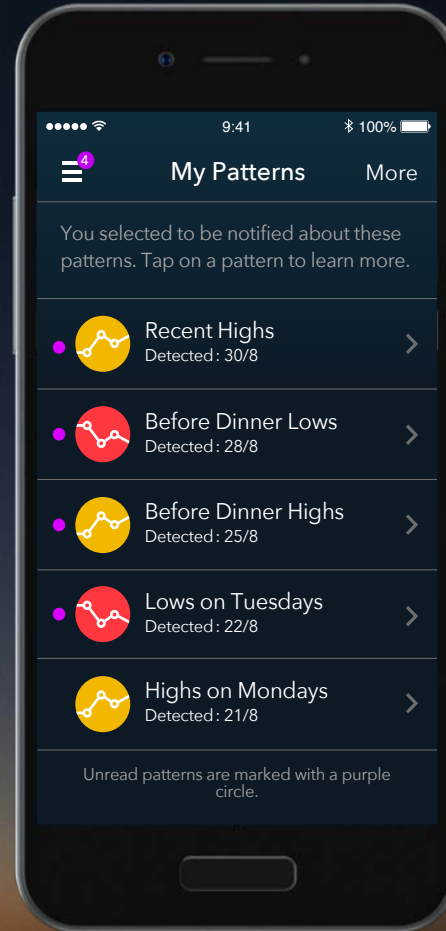 9:41
100%
4
My Patterns
More
You selected to be notified about these
patterns. Tap on a pattern to learn more.
Recent Highs
Detected : 30/8
Before Dinner Lows
Detected : 28/8
Before Dinner Highs
Detected : 25/8
Lows on Tuesdays
Detected : 22/8
Highs on Mondays
Detected : 21/8
Unread patterns are marked with a purple
circle.